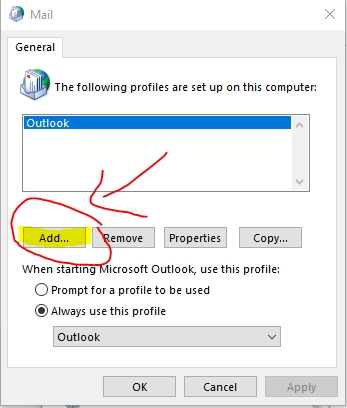 Mail
General
The following profiles are set up on this computer:
Outlook
Add... Remove Properties Copy...
When starting Microsoft Outlook, use this profile:
Prompt for a profile to be used
Always use this profile
Outlook
OK Cancel Apply